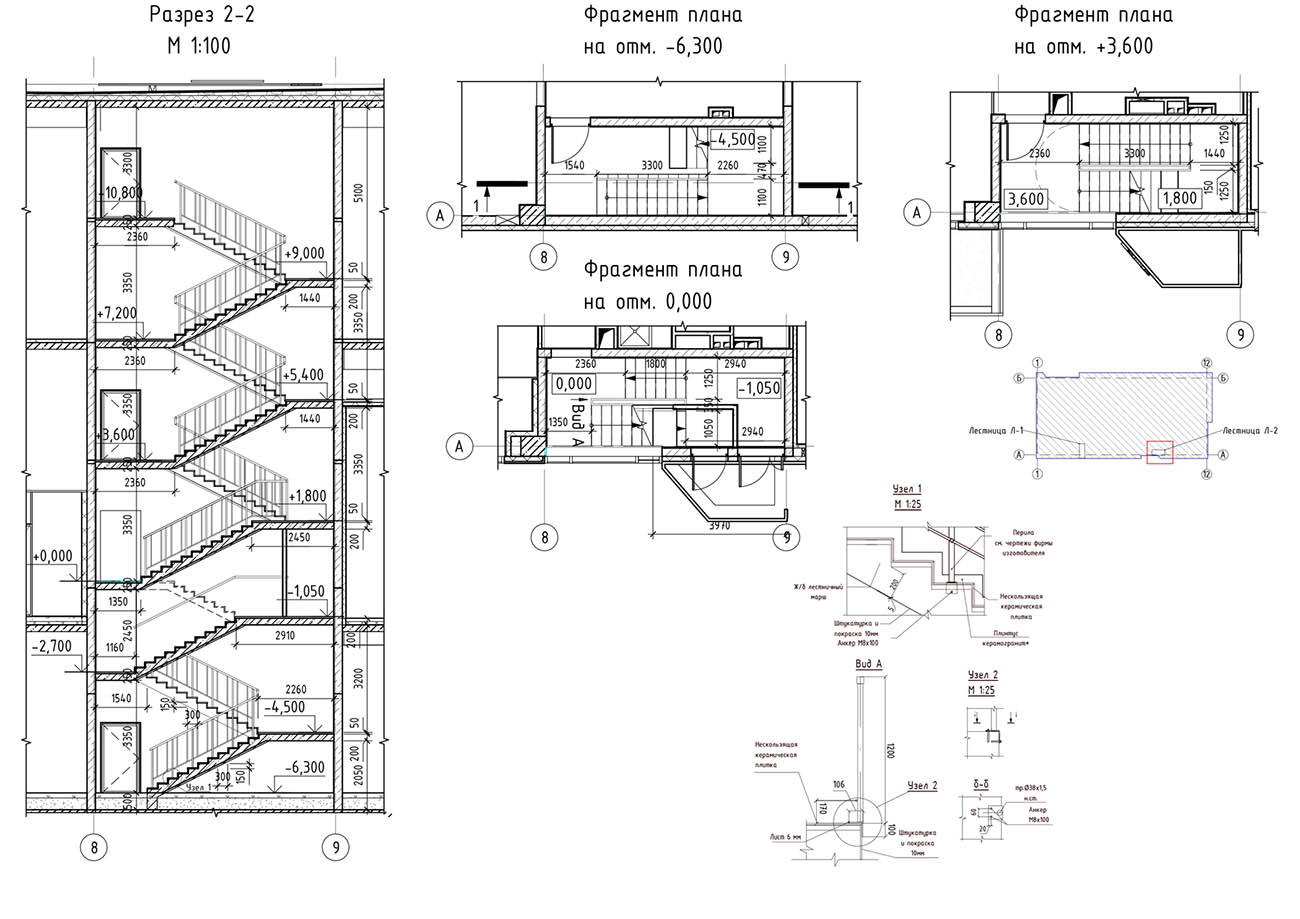 Разрез 2-2
М 1:100
3300
-10,800
2360
+9,000
1440
5100
50
200
3350
3350
+7,200
2360
+5,400
1440
50
200
3350
3350
+3,600
2360
+1,800
2450
50
200
3350
+0,000
1350
-1,050
2910
200
2450
-2,700
1160
1540
2260
150
300
-4,500
3200
50
200
3350
-6,300
300
150
Узел 1
2050
500
8
9
Фрагмент плана
на отм. -6,300
-4,500
1540
3300
2260
1100
470
1100
1
1
А
8
9
Фрагмент плана
на отм. 0,000
2360
1800
2940
0,000
-1,050
1250
350
1050
Вид А
1350
2940
А
3970
8
9
Фрагмент плана
на отм. +3,600
2360
3300
1440
1250
150
1250
3,600
1,800
А
8
9
1
12
Б
Б
Лестница Л-1
Лестница Л-2
А
А
1
12
Узел 1
М 1:25
Перила
см. чертежи фирмы
изготовителя
Ж/б лестничный
марш
200
5
Нескользящая
керамическая
плитка
Штукатурка и
покраска 10мм
Анкер М8х100
Плинтус
керамогранит*
Вид А
Нескользящая
керамическая
плитка
1200
106
170
Узел 2
100
Лист 6 мм
Штукатурка
и покраска
10мм
Узел 2
М 1:25
б-б
тр.Ø38х1,5
н.ст.
60
20
Анкер
М8х100